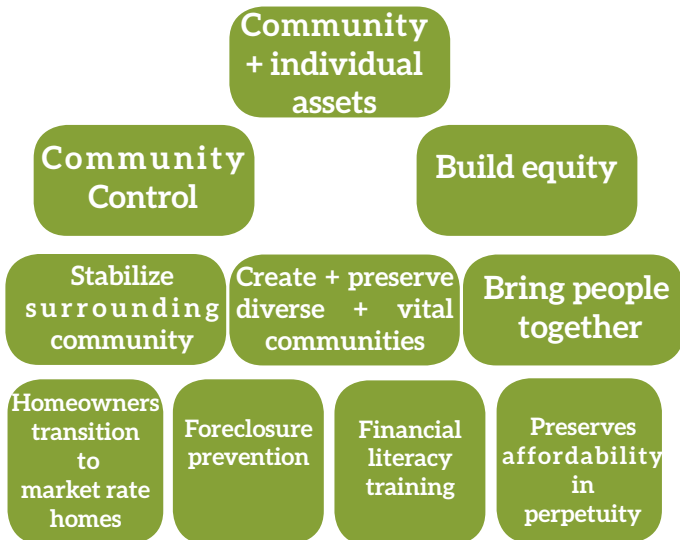 Community
+ individual
assets
Community
Control
Build equity
Stabilize
surrounding
community
Create + preserve
diverse + vital
communities
Bring people
together
Homeowners
transition
to
market rate
homes
Foreclosure
prevention
Financial
literacy
training
Preserves
affordability
in
perpetuity